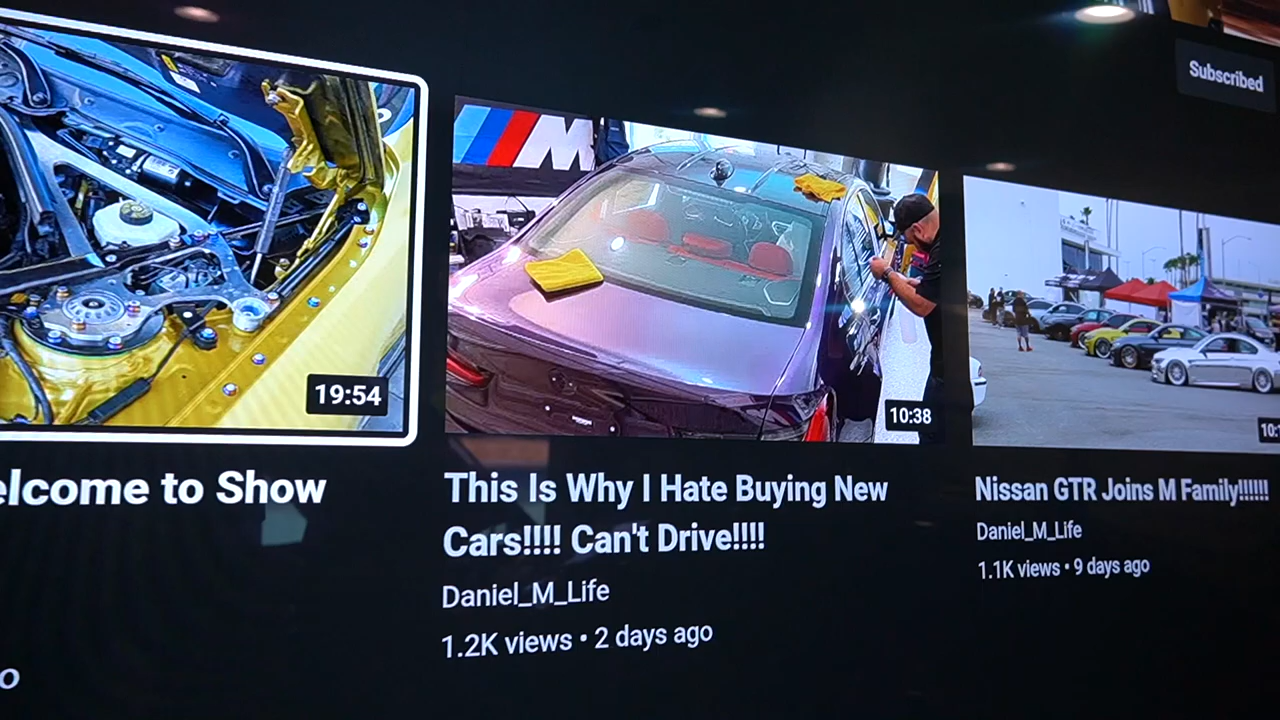 Subscribed
M
19:54
10:38
elcome to Show
This Is Why I Hate Buying New
Cars!!!! Can't Drive!!!!
Daniel_M_Life
1.2K views • 2 days ago
Nissan GTR Joins M Family!!!!!!
Daniel_M_Life
1.1K views • 9 days ago
o